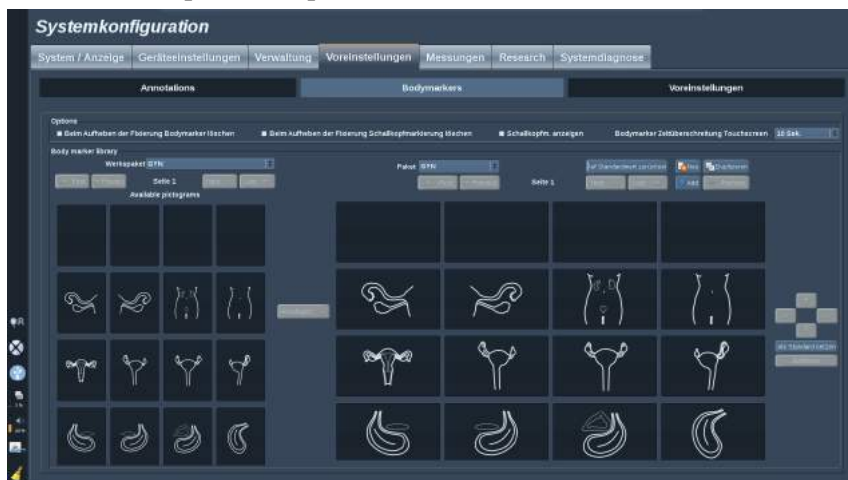 Systemkonfiguration
System / Anzeige Geräteeinstellungen Verwaltung Voreinstellungen Messungen Research Systemdiagnose
Annotations Bodymarkers Voreinstellungen
Options
Beim Aufheben der Fixierung Bodymarker löschen Beim Aufheben der Fixierung Schallkopfmarkierung löschen Schallkopfm. anzeigen Bodymarker Zeitüberschreitung Touchscreen 10 Sek.
Body marker library
Werkspaket GYN Paket GYN Neu Duplizieren
Seite 1 Seite 1 Add
Available pictograms